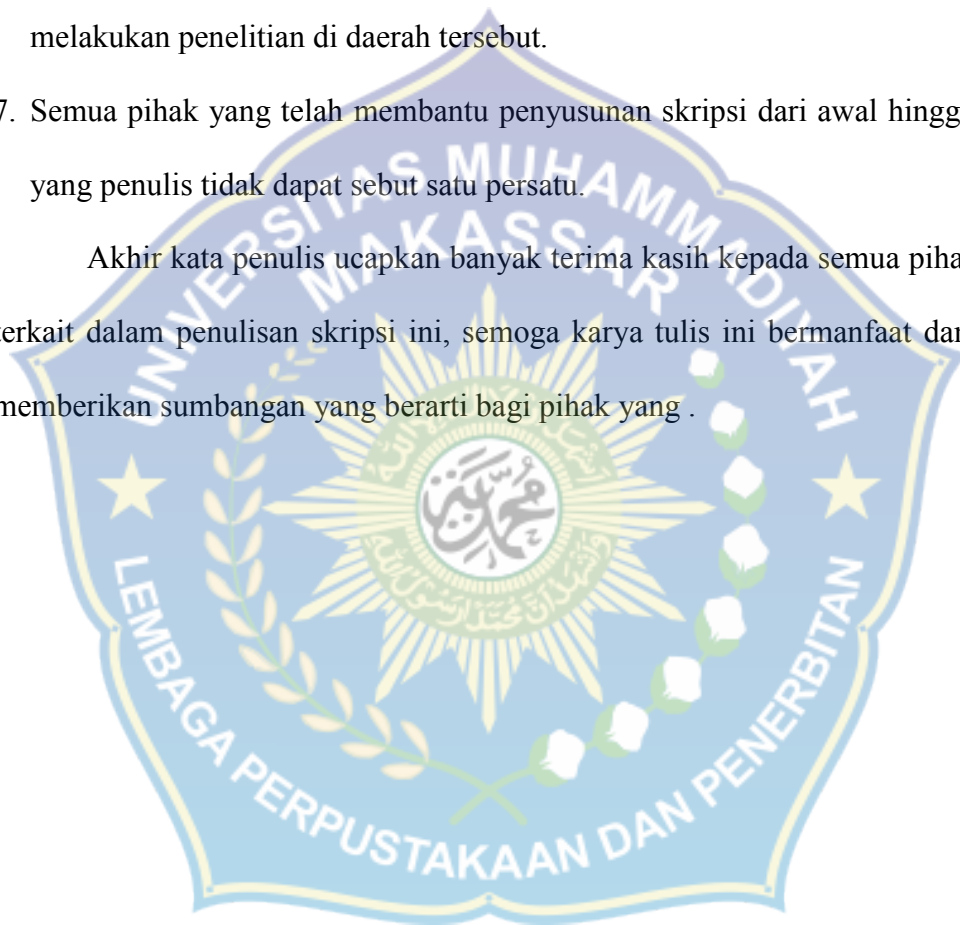 melakukan penelitian di daerah tersebut.
7. Semua pihak yang telah membantu penyusunan skripsi dari awal hingg
yang penulis tidak dapat sebut satu persatu.
Akhir kata penulis ucapkan banyak terima kasih kepada semua piha
terkait dalam penulisan skripsi ini, semoga karya tulis ini bermanfaat dar
memberikan sumbangan yang berarti bagi pihak yang .
UNIVERSITAS MUHAMMADIYAH
MAKASSAR
LEMBAGA PERPUSTAKAAN DAN PENERBITAN